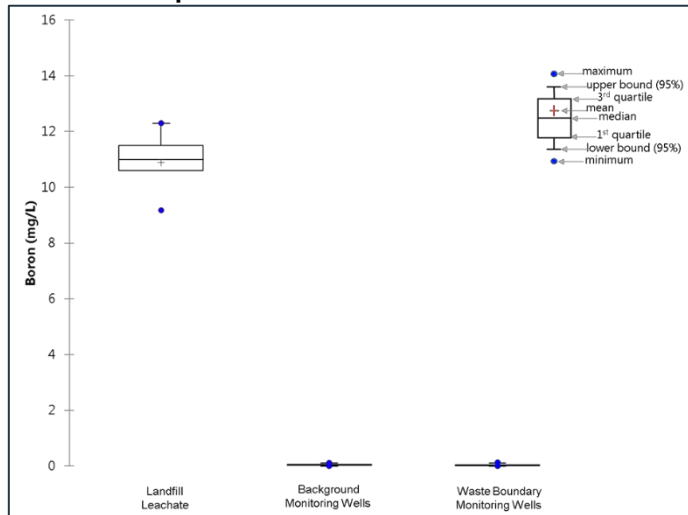 16
14
12
10
8
6
4
2
0
Boron (mg/L)
maximum
upper bound (95%)
3rd quartile
mean
median
1st quartile
lower bound (95%)
minimum
Landfill
Leachate
Background
Monitoring Wells
Waste Boundary
Monitoring Wells